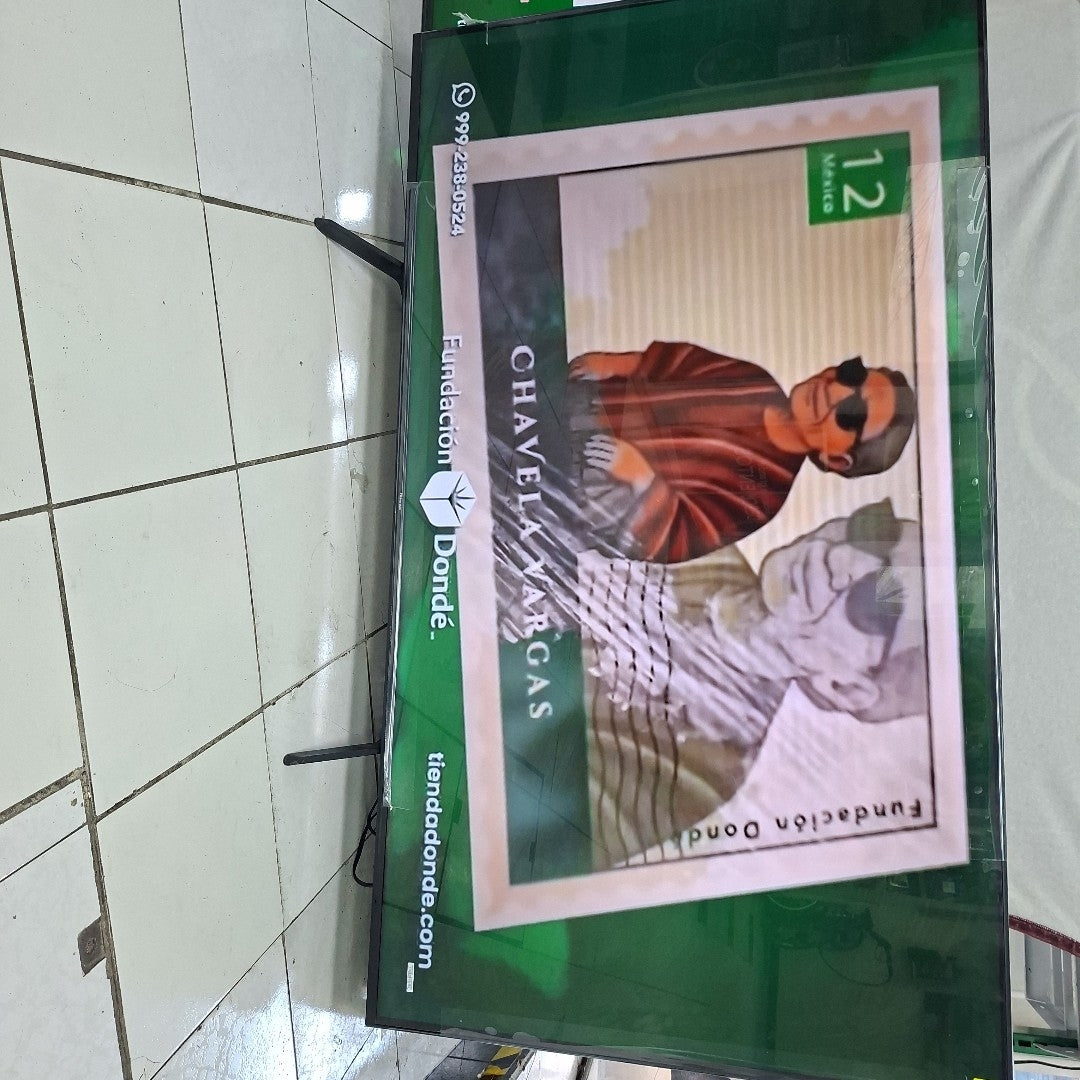 12
México
Fundación Dondé
CHAVELA VARGAS
999-238-0524
Fundación Dondé
tiendadonde.com